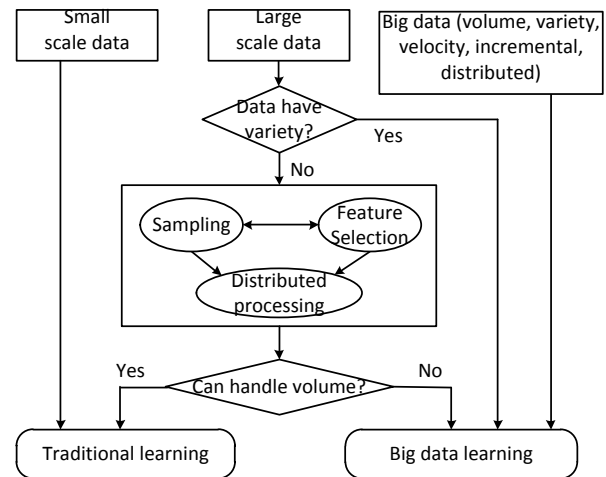 Small
scale data
Large
scale data
Big data (volume, variety,
velocity, incremental,
distributed)
Data have
variety?
Yes
No
Sampling
Feature
Selection
Distributed
processing
Yes
Can handle volume?
No
Traditional learning
Big data learning